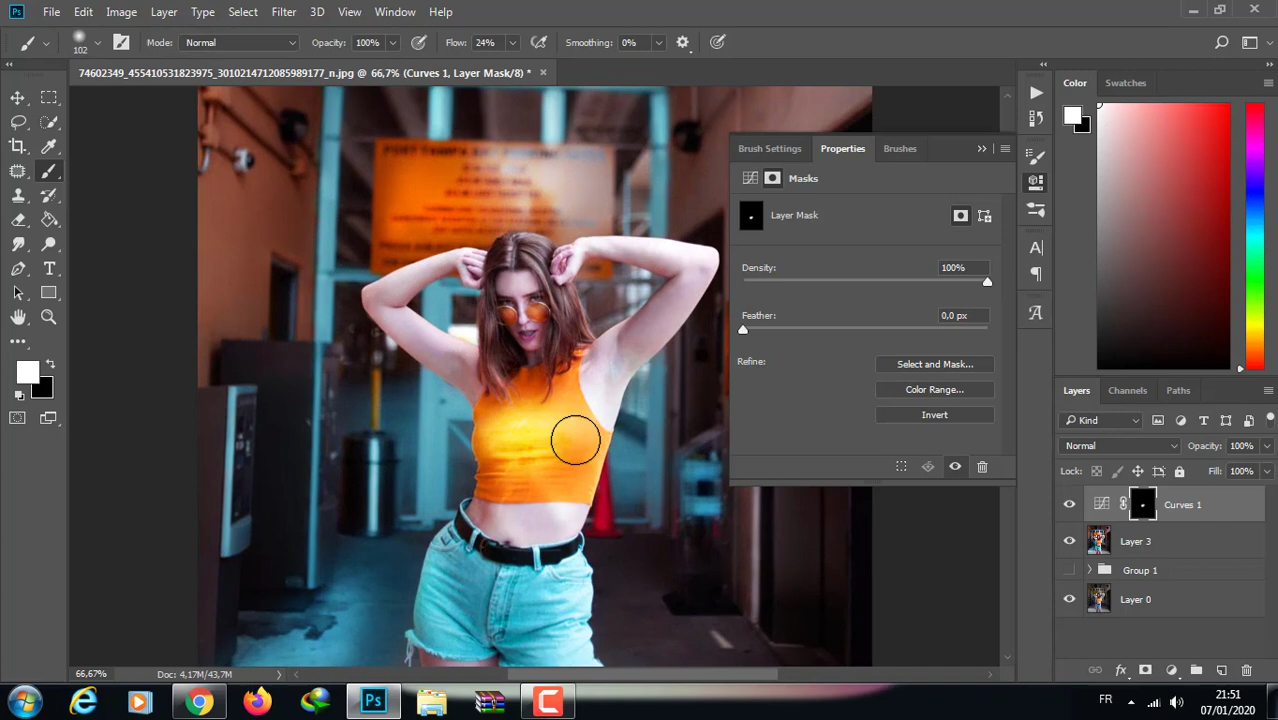 Ps File Edit Image Layer Type Select Filter 3D View Window Help
102 Mode: Normal Opacity: 100% Flow: 24% Smoothing: 0%
74602349_455410531823975_3010214712085989177_n.jpg @ 66,7% (Curves 1, Layer Mask/8) *
Color Swatches
Brush Settings Properties Brushes
Masks
Layer Mask
Density: 100%
Feather: 0,0 px
Refine: Select and Mask...
Color Range...
Invert
Layers Channels Paths
Kind
Normal Opacity: 100%
Lock: Fill: 100%
Curves 1
Layer 3
Group 1
Layer 0
66,67% Doc: 4,17M/43,7M
Ps FR 21:51
07/01/2020